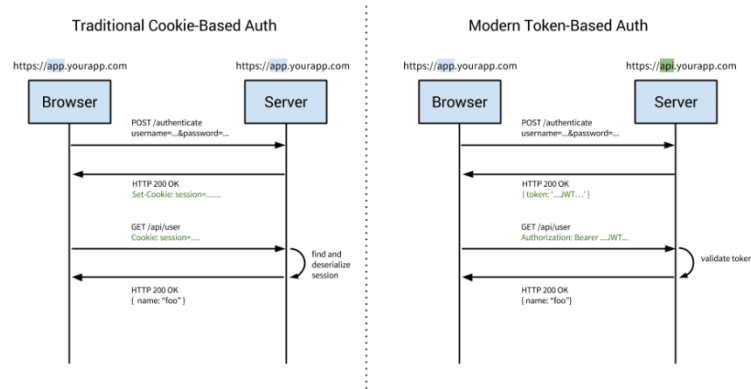 Traditional Cookie-Based Auth
https://app.yourapp.com
https://app.yourapp.com
Browser
Server
POST /authenticate
username=...&password=...
HTTP 200 OK
Set-Cookie: session=.......
GET /api/user
Cookie: session=....
find and
deserialize
session
HTTP 200 OK
{ name: "foo" }
Modern Token-Based Auth
https://app.yourapp.com
https://api.yourapp.com
Browser
Server
POST /authenticate
username=...&password=...
HTTP 200 OK
{ token: '...JWT...' }
GET /api/user
Authorization: Bearer ...JWT...
validate token
HTTP 200 OK
{name: "foo"}